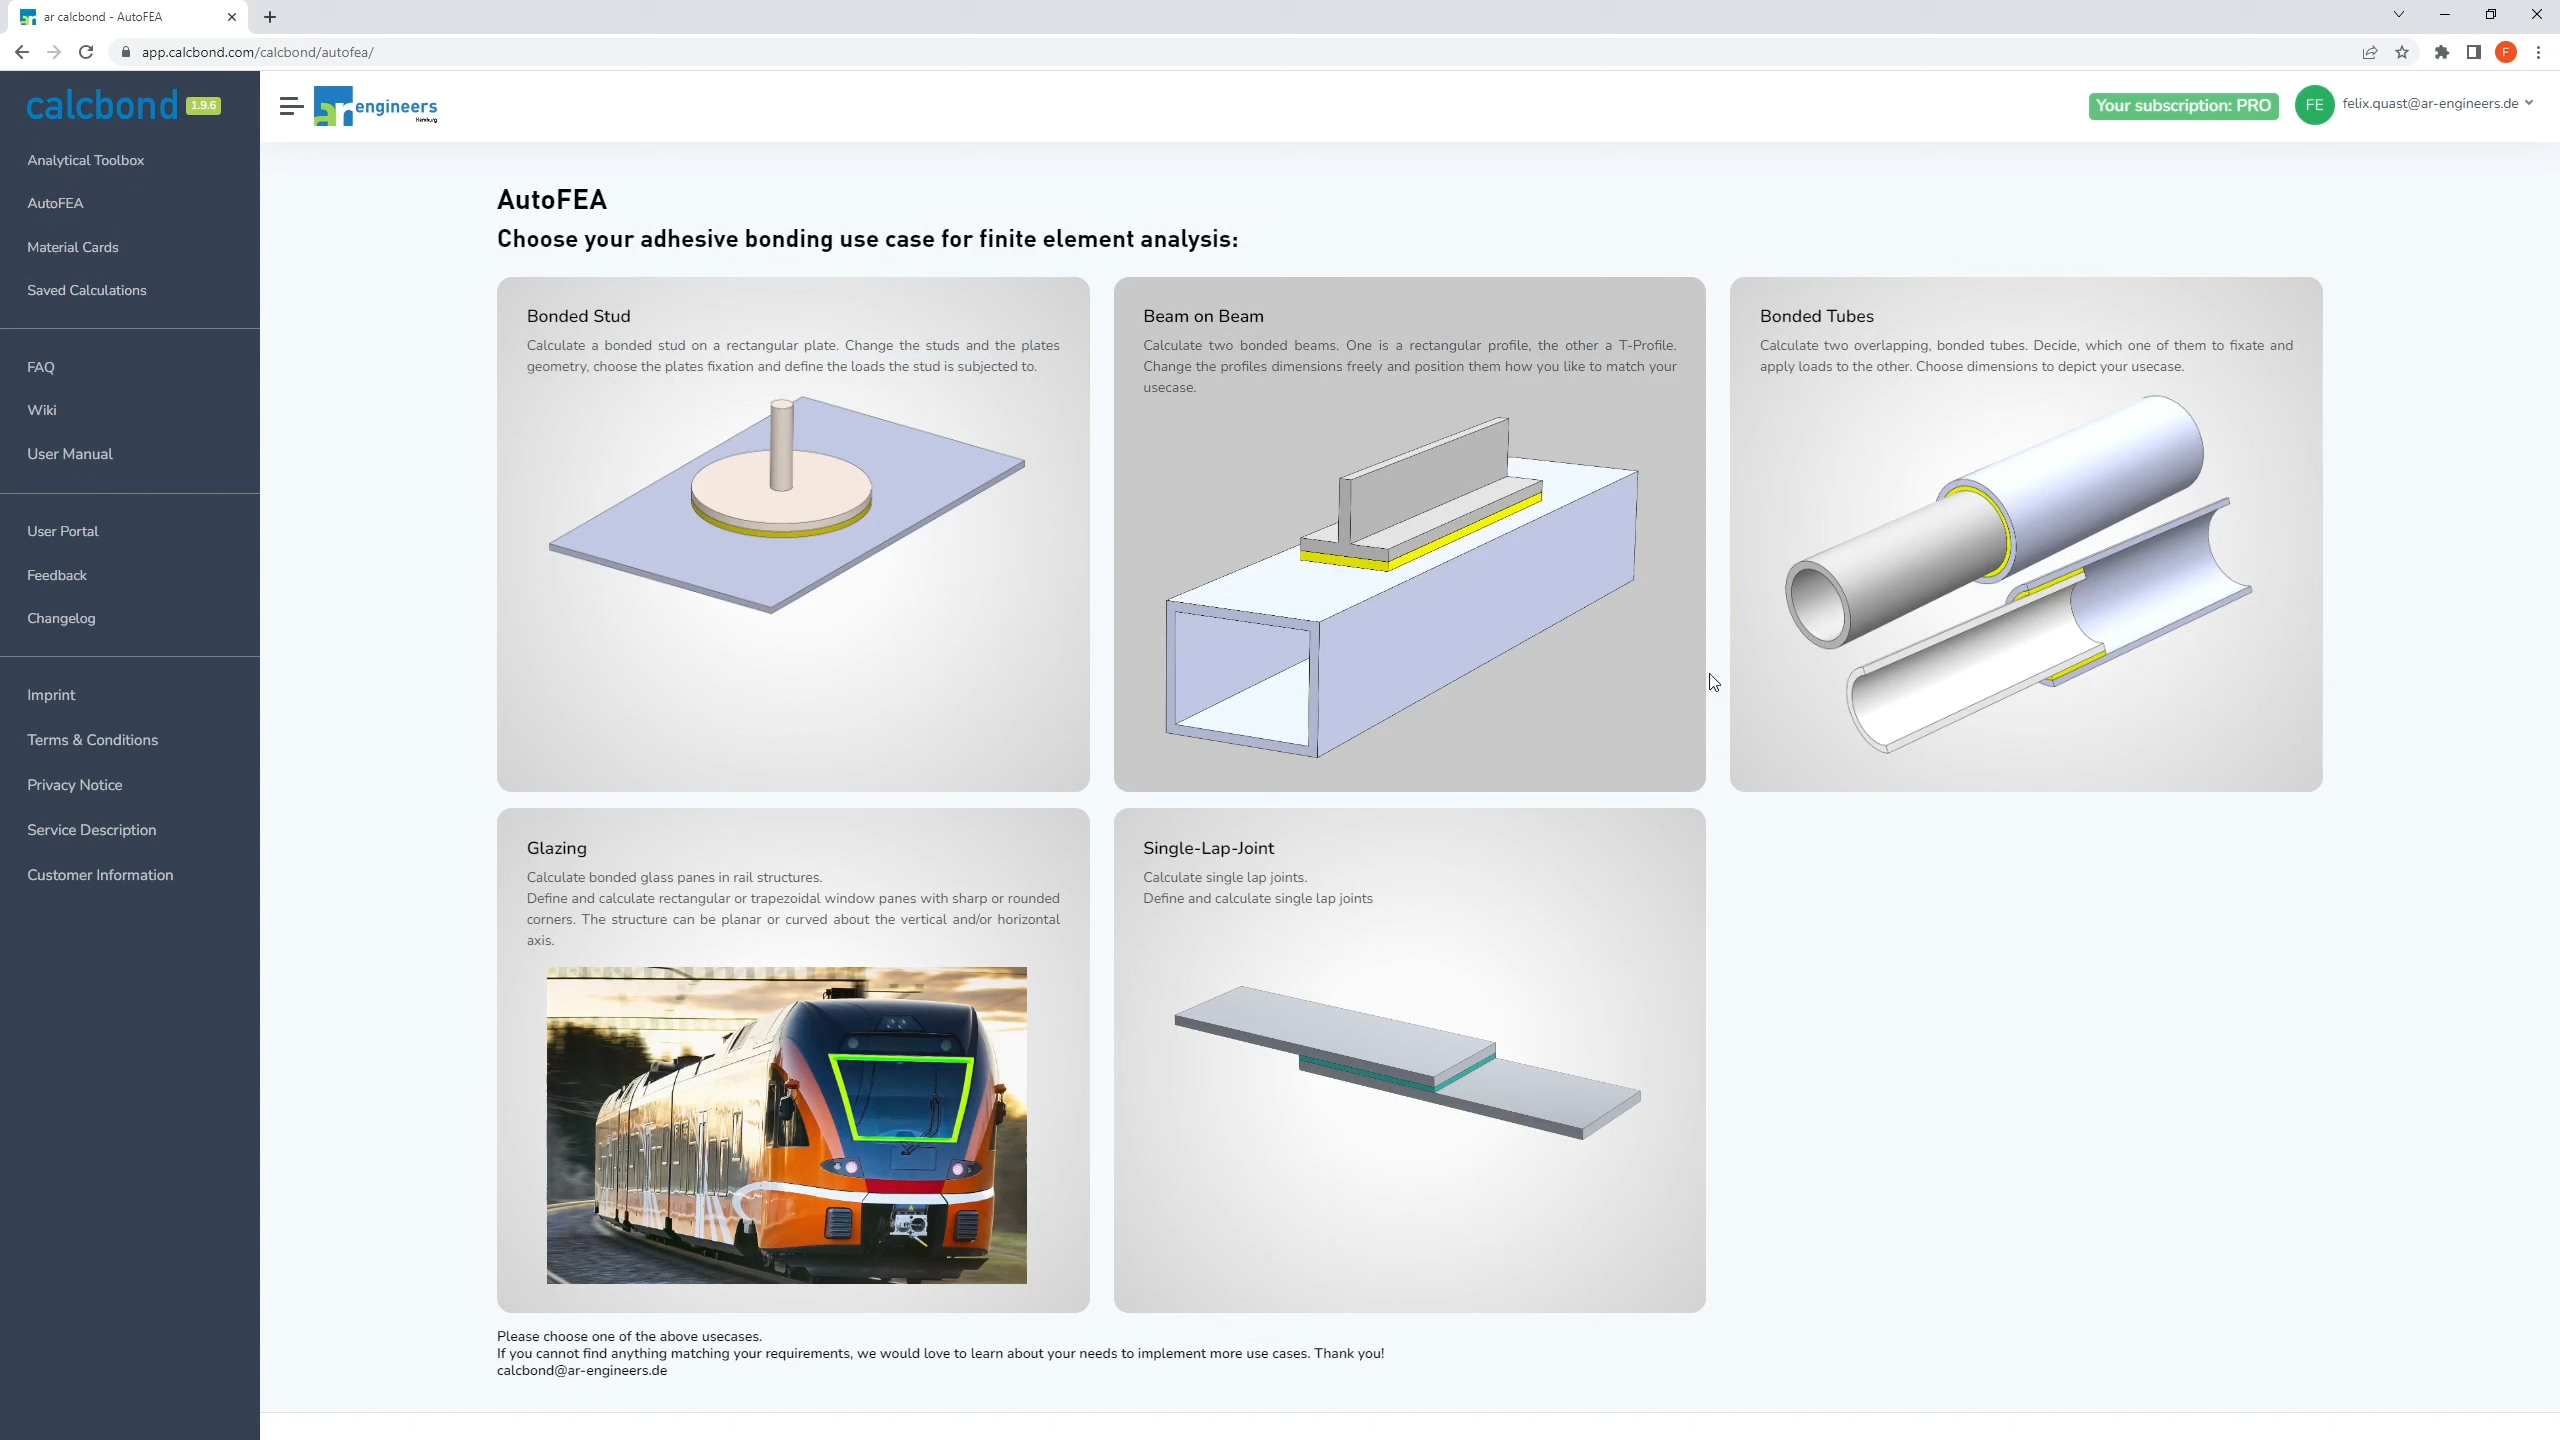 ar calcbond - AutoFEA
app.calcbond.com/calcbond/autofea/
F
calcbond 1.9.6
Analytical Toolbox
AutoFEA
Material Cards
Saved Calculations
FAQ
Wiki
User Manual
User Portal
Feedback
Changelog
Imprint
Terms & Conditions
Privacy Notice
Service Description
Customer Information
ar engineers
Hamburg
Your subscription: PRO
FE
felix.quast@ar-engineers.de
AutoFEA
Choose your adhesive bonding use case for finite element analysis:
Bonded Stud
Calculate a bonded stud on a rectangular plate. Change the studs and the plates
geometry, choose the plates fixation and define the loads the stud is subjected to.
Beam on Beam
Calculate two bonded beams. One is a rectangular profile, the other a T-Profile.
Change the profiles dimensions freely and position them how you like to match your
usecase.
Bonded Tubes
Calculate two overlapping, bonded tubes. Decide, which one of them to fixate and
apply loads to the other. Choose dimensions to depict your usecase.
Glazing
Calculate bonded glass panes in rail structures.
Define and calculate rectangular or trapezoidal window panes with sharp or rounded
corners. The structure can be planar or curved about the vertical and/or horizontal
axis.
Single-Lap-Joint
Calculate single lap joints.
Define and calculate single lap joints
Please choose one of the above usecases.
If you cannot find anything matching your requirements, we would love to learn about your needs to implement more use cases. Thank you!
calcbond@ar-engineers.de